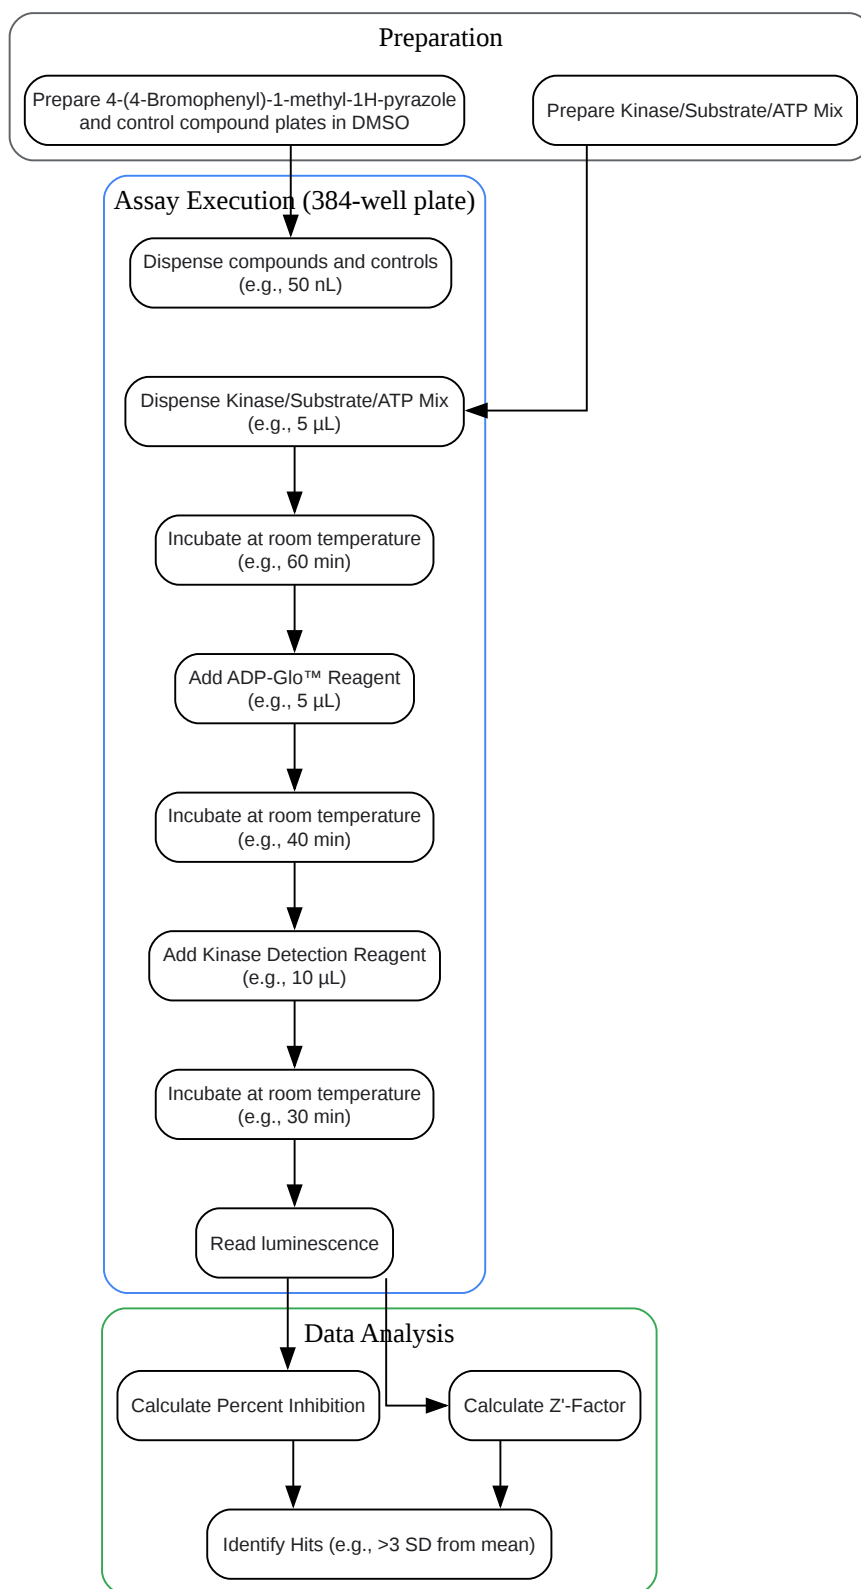 Preparation
Prepare 4-(4-Bromophenyl)-1-methyl-1H-pyrazole
and control compound plates in DMSO
Prepare Kinase/Substrate/ATP Mix
Assay Execution (384-well plate)
Dispense compounds and controls
(e.g., 50 nL)
Dispense Kinase/Substrate/ATP Mix
(e.g., 5 µL)
Incubate at room temperature
(e.g., 60 min)
Add ADP-Glo™ Reagent
(e.g., 5 µL)
Incubate at room temperature
(e.g., 40 min)
Add Kinase Detection Reagent
(e.g., 10 µL)
Incubate at room temperature
(e.g., 30 min)
Read luminescence
Data Analysis
Calculate Percent Inhibition
Calculate Z'-Factor
Identify Hits (e.g., >3 SD from mean)